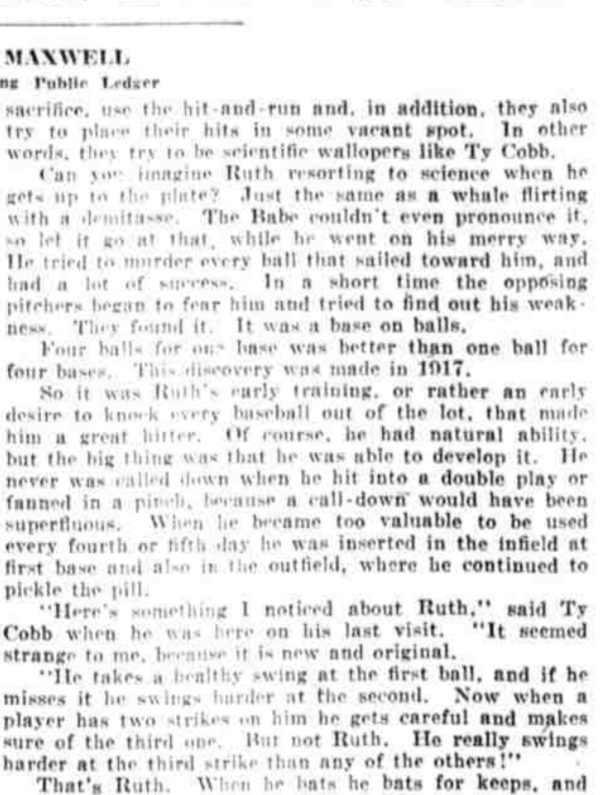 MAXWELL
ng Public Ledger
sacrifice, use the hit-and-run and, in addition, they also
try to place their hits in some vacant spot. In other
words, they try to be scientific wallopers like Ty Cobb.
Can you imagine Ruth resorting to science when he
gets up to the plate? Just the same as a whale flirting
with a demitasse. The Babe couldn't even pronounce it,
so let it go at that, while he went on his merry way.
He tried to murder every ball that sailed toward him, and
had a lot of success. In a short time the opposing
pitchers began to fear him and tried to find out his weak-
ness. They found it. It was a base on balls.
Four balls for one base was better than one ball for
four bases. This discovery was made in 1917.
So it was Ruth's early training, or rather an early
desire to knock every baseball out of the lot, that made
him a great hitter. Of course, he had natural ability,
but the big thing was that he was able to develop it. He
never was called down when he hit into a double play or
fanned in a pinch, because a call-down would have been
superfluous. When he became too valuable to be used
every fourth or fifth day he was inserted in the infield at
first base and also in the outfield, where he continued to
pickle the pill.
"Here's something I noticed about Ruth," said Ty
Cobb when he was here on his last visit. "It seemed
strange to me, because it is new and original.
"He takes a healthy swing at the first ball, and if he
misses it he swings harder at the second. Now when a
player has two strikes on him he gets careful and makes
sure of the third one. But not Ruth. He really swings
harder at the third strike than any of the others!"
That's Ruth. When he bats he bats for keeps, and